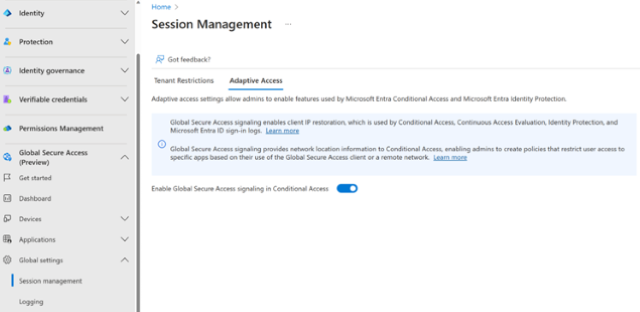 Identity
Protection
Identity governance
Verifiable credentials
Permissions Management
Global Secure Access
(Preview)
Get started
Dashboard
Devices
Applications
Global settings
Session management
Logging
Home >
Session Management ...
Got feedback?
Tenant Restrictions Adaptive Access
Adaptive access settings allow admins to enable features used by Microsoft Entra Conditional Access and Microsoft Entra Identity Protection.
Global Secure Access signaling enables client IP restoration, which is used by Conditional Access, Continuous Access Evaluation, Identity Protection, and
Microsoft Entra ID sign-in logs. Learn more
Global Secure Access signaling provides network location information to Conditional Access, enabling admins to create policies that restrict user access to
specific apps based on their use of the Global Secure Access client or a remote network. Learn more
Enable Global Secure Access signaling in Conditional Access